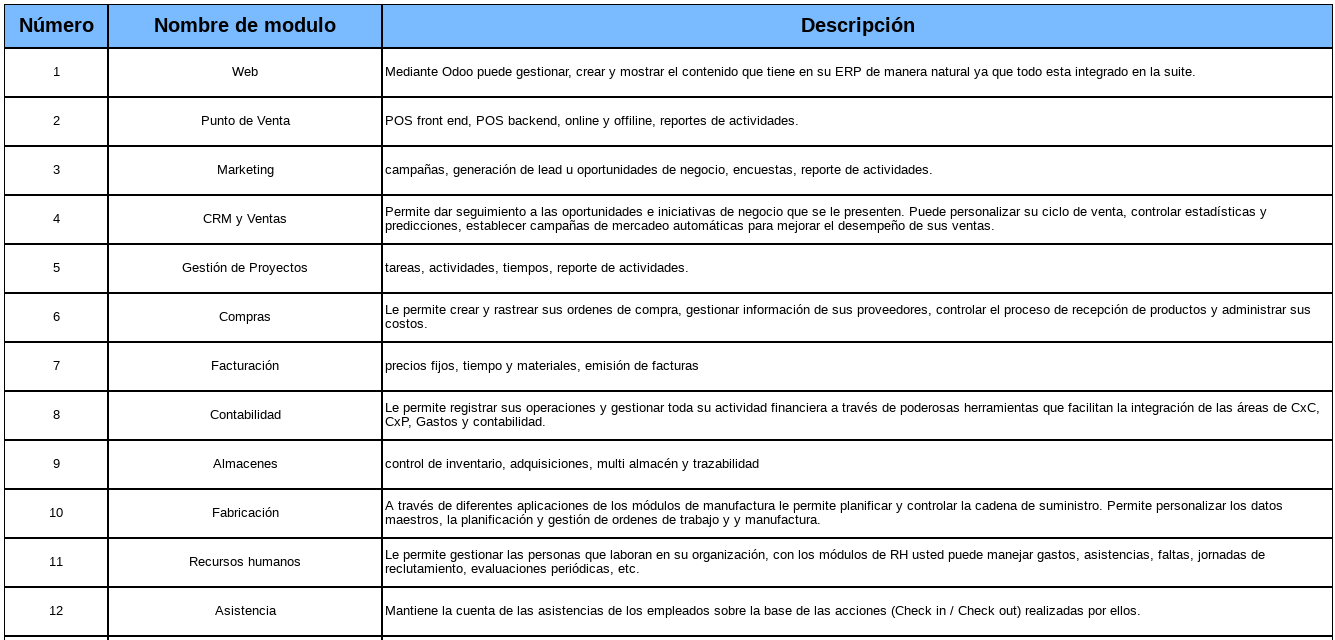 Número Nombre de modulo Descripción
1 Web Mediante Odoo puede gestionar, crear y mostrar el contenido que tiene en su ERP de manera natural ya que todo esta integrado en la suite.
2 Punto de Venta POS front end, POS backend, online y offiline, reportes de actividades.
3 Marketing campañas, generación de lead u oportunidades de negocio, encuestas, reporte de actividades.
4 CRM y Ventas Permite dar seguimiento a las oportunidades e iniciativas de negocio que se le presenten. Puede personalizar su ciclo de venta, controlar estadísticas y
predicciones, establecer campañas de mercadeo automáticas para mejorar el desempeño de sus ventas.
5 Gestión de Proyectos tareas, actividades, tiempos, reporte de actividades.
6 Compras Le permite crear y rastrear sus ordenes de compra, gestionar información de sus proveedores, controlar el proceso de recepción de productos y administrar sus
costos.
7 Facturación precios fijos, tiempo y materiales, emisión de facturas
8 Contabilidad Le permite registrar sus operaciones y gestionar toda su actividad financiera a través de poderosas herramientas que facilitan la integración de las áreas de CxC,
CxP, Gastos y contabilidad.
9 Almacenes control de inventario, adquisiciones, multi almacén y trazabilidad
10 Fabricación A través de diferentes aplicaciones de los módulos de manufactura le permite planificar y controlar la cadena de suministro. Permite personalizar los datos
maestros, la planificación y gestión de ordenes de trabajo y y manufactura.
11 Recursos humanos Le permite gestionar las personas que laboran en su organización, con los módulos de RH usted puede manejar gastos, asistencias, faltas, jornadas de
reclutamiento, evaluaciones periódicas, etc.
12 Asistencia Mantiene la cuenta de las asistencias de los empleados sobre la base de las acciones (Check in / Check out) realizadas por ellos.